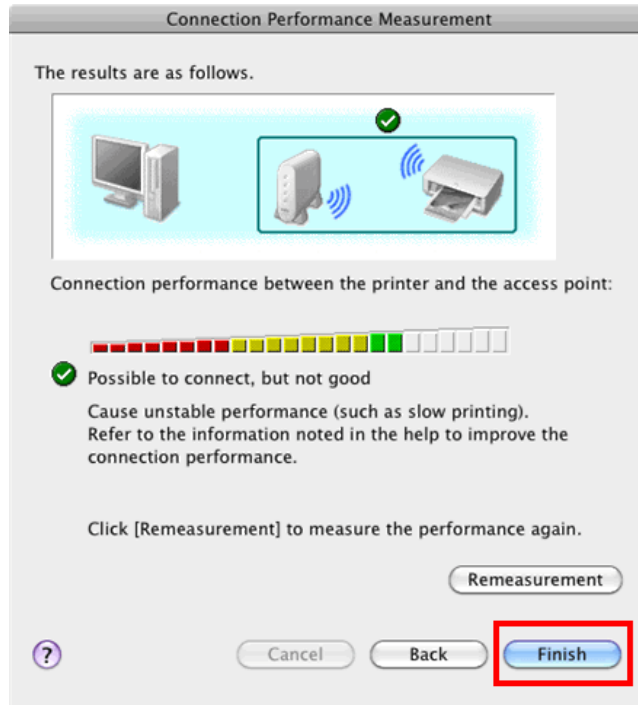 Connection Performance Measurement
The results are as follows.
Connection performance between the printer and the access point:
Possible to connect, but not good
Cause unstable performance (such as slow printing).
Refer to the information noted in the help to improve the
connection performance.
Click [Remeasurement] to measure the performance again.
Remeasurement
? Cancel Back Finish